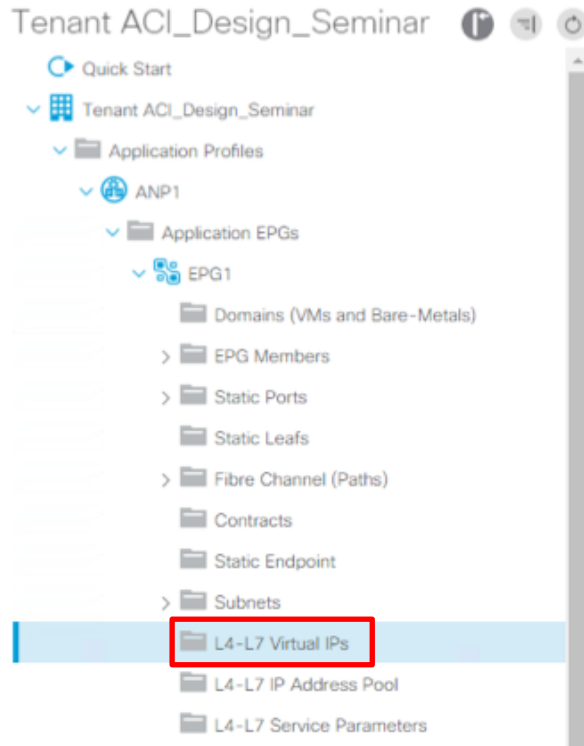 Tenant ACI_Design_Seminar
Quick Start
Tenant ACI_Design_Seminar
Application Profiles
ANP1
Application EPGs
EPG1
Domains (VMs and Bare-Metals)
EPG Members
Static Ports
Static Leafs
Fibre Channel (Paths)
Contracts
Static Endpoint
Subnets
L4-L7 Virtual IPs
L4-L7 IP Address Pool
L4-L7 Service Parameters